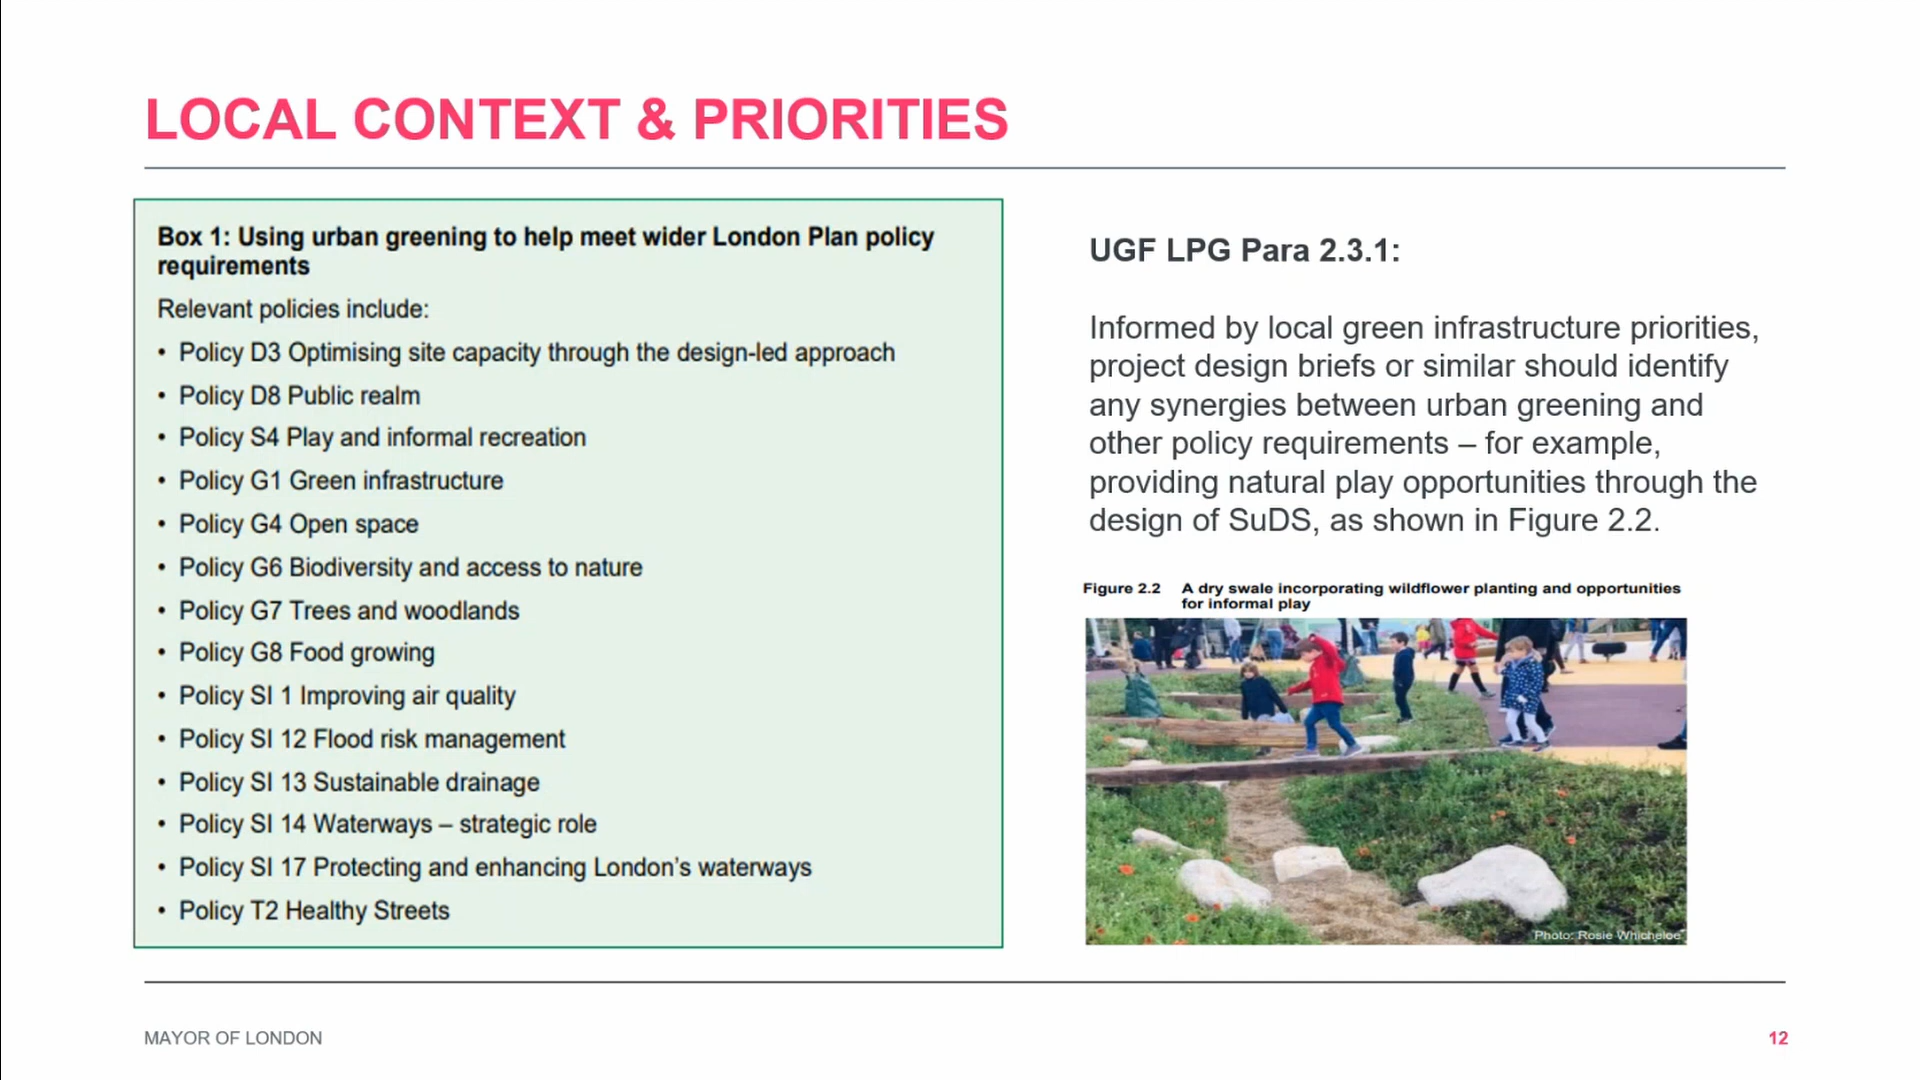 LOCAL CONTEXT & PRIORITIES
Box 1: Using urban greening to help meet wider London Plan policy
requirements
Relevant policies include:
• Policy D3 Optimising site capacity through the design-led approach
• Policy D8 Public realm
• Policy S4 Play and informal recreation
• Policy G1 Green infrastructure
• Policy G4 Open space
• Policy G6 Biodiversity and access to nature
• Policy G7 Trees and woodlands
• Policy G8 Food growing
• Policy SI 1 Improving air quality
• Policy SI 12 Flood risk management
• Policy SI 13 Sustainable drainage
• Policy SI 14 Waterways – strategic role
• Policy SI 17 Protecting and enhancing London’s waterways
• Policy T2 Healthy Streets
UGF LPG Para 2.3.1:
Informed by local green infrastructure priorities,
project design briefs or similar should identify
any synergies between urban greening and
other policy requirements – for example,
providing natural play opportunities through the
design of SuDS, as shown in Figure 2.2.
Figure 2.2 A dry swale incorporating wildflower planting and opportunities
for informal play
Photo: Rosie Whicheloe
MAYOR OF LONDON
12